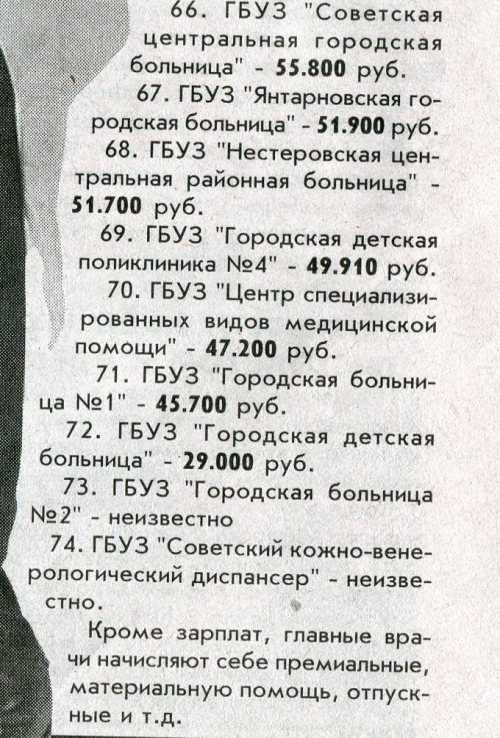 66. ГБУЗ "Советская
центральная городская
больница" - 55.800 руб.
67. ГБУЗ "Янтарновская го-
родская больница" - 51.900 руб.
68. ГБУЗ "Нестеровская цен-
тральная районная больница" -
51.700 руб.
69. ГБУЗ "Городская детская
поликлиника №4" - 49.910 руб.
70. ГБУЗ "Центр специализи-
рованных видов медицинской
помощи" - 47.200 руб.
71. ГБУЗ "Городская больни-
ца №1" - 45.700 руб.
72. ГБУЗ "Городская детская
больница" - 29.000 руб.
73. ГБУЗ "Городская больница
№2" - неизвестно
74. ГБУЗ "Советский кожно-вене-
рологический диспансер" - неизве-
стно.
Кроме зарплат, главные вра-
чи начисляют себе премиальные,
материальную помощь, отпуск-
ные и т.д.